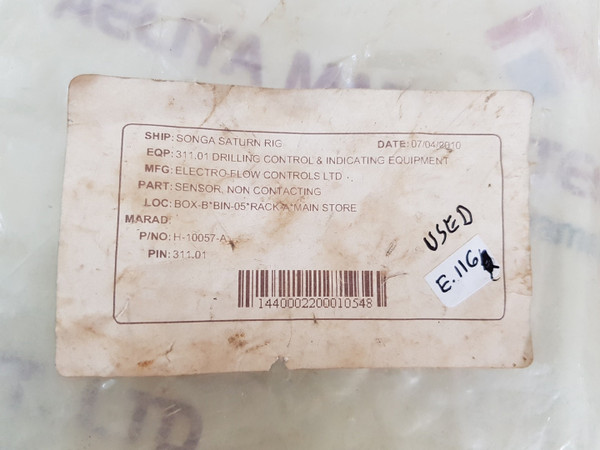 SHIP: SONGA SATURN RIG DATE: 07/04/2010
EQP: 311.01 DRILLING CONTROL & INDICATING EQUIPMENT
MFG: ELECTRO FLOW CONTROLS LTD
PART: SENSOR, NON CONTACTING
LOC: BOX-B*BIN-05*RACK-A*MAIN STORE
MARAD:
P/NO: H-10057-A
PIN: 311.01
1440002200010548
USED
E.116